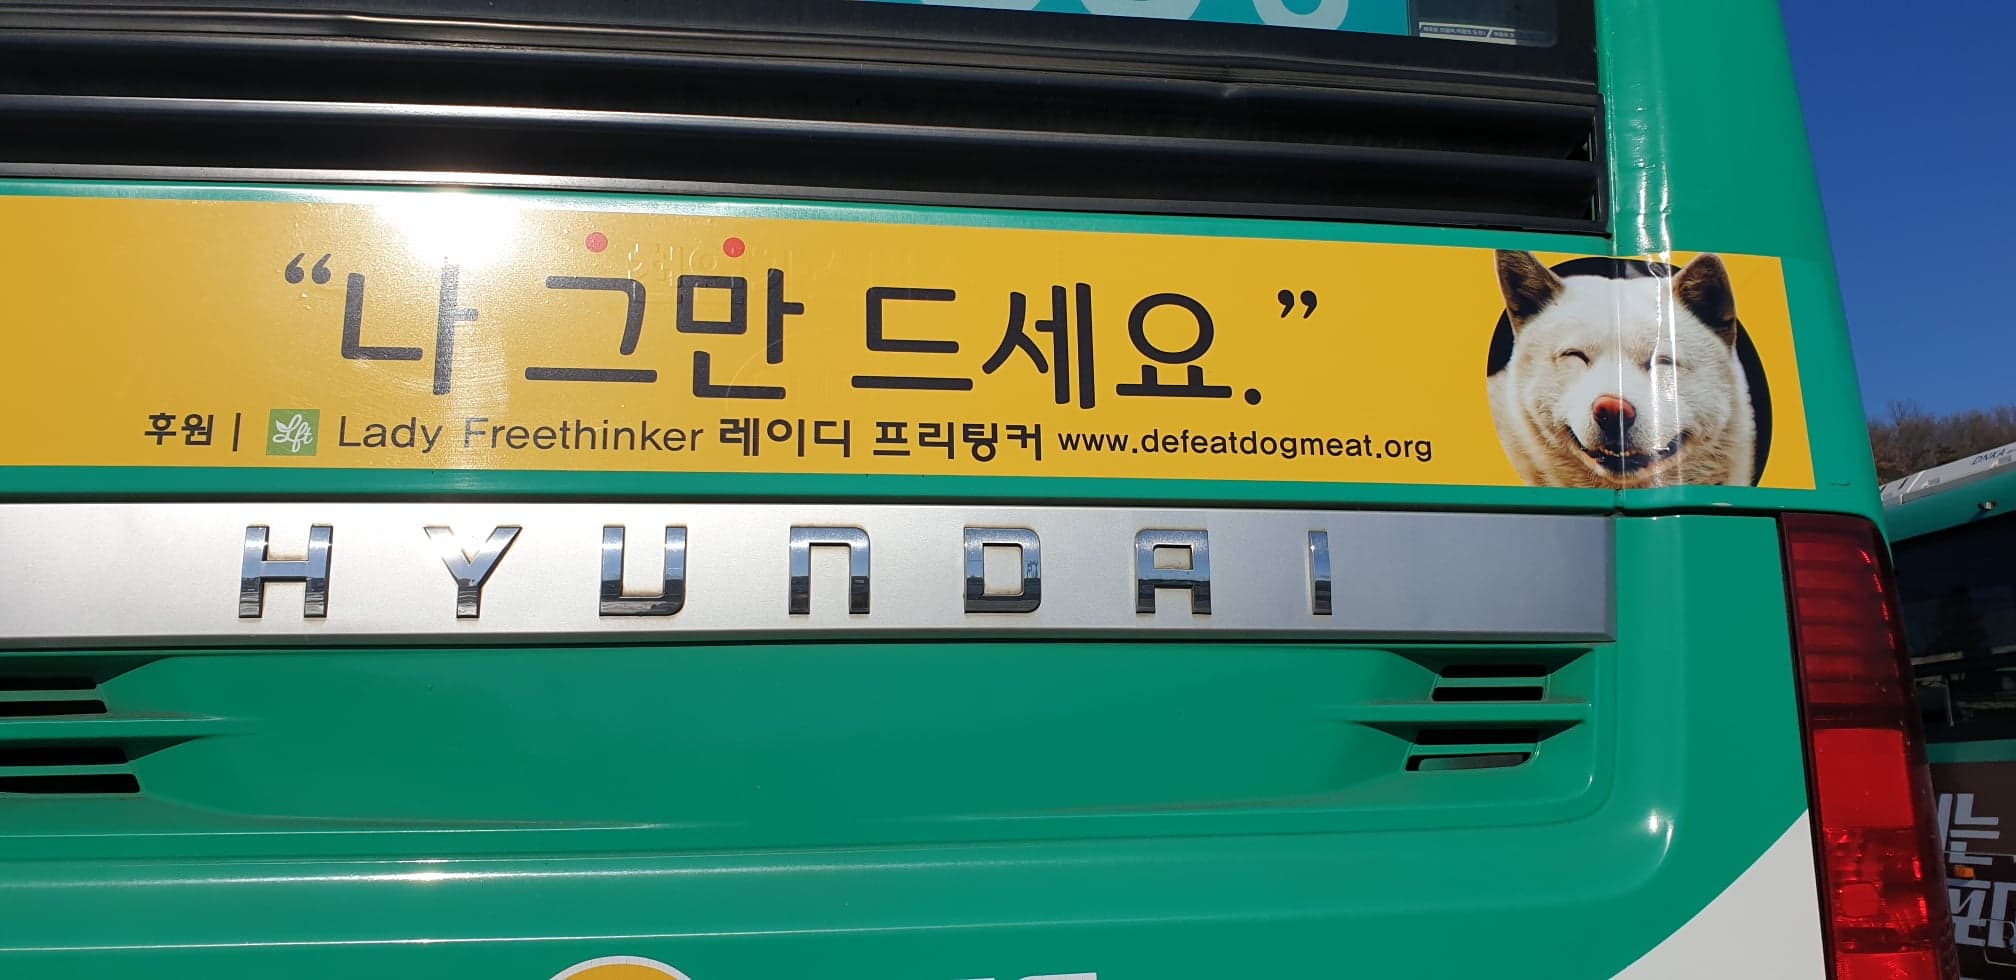 “나 그만 드세요.”
후원 | Lft Lady Freethinker 레이디 프리팅커 www.defeatdogmeat.org
HYUNDAI